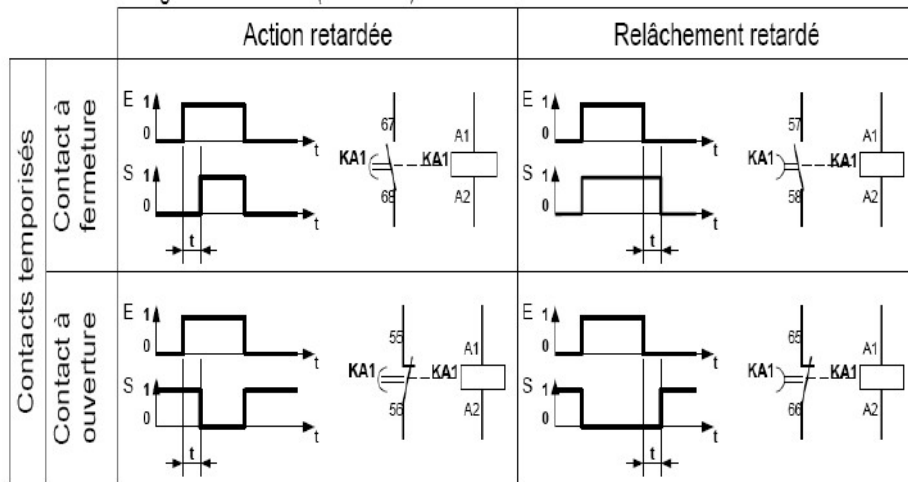 Action retardée
Relâchement retardé
Contacts temporisés
Contact à
fermeture
E 1
0
t
S 1
0
t
t
67
KA1
68
A1
KA1
A2
E 1
0
t
S 1
0
t
t
57
KA1
58
A1
KA1
A2
Contact à
ouverture
E 1
0
t
S 1
0
t
t
55
KA1
56
A1
KA1
A2
E 1
0
t
S 1
0
t
t
65
KA1
66
A1
KA1
A2